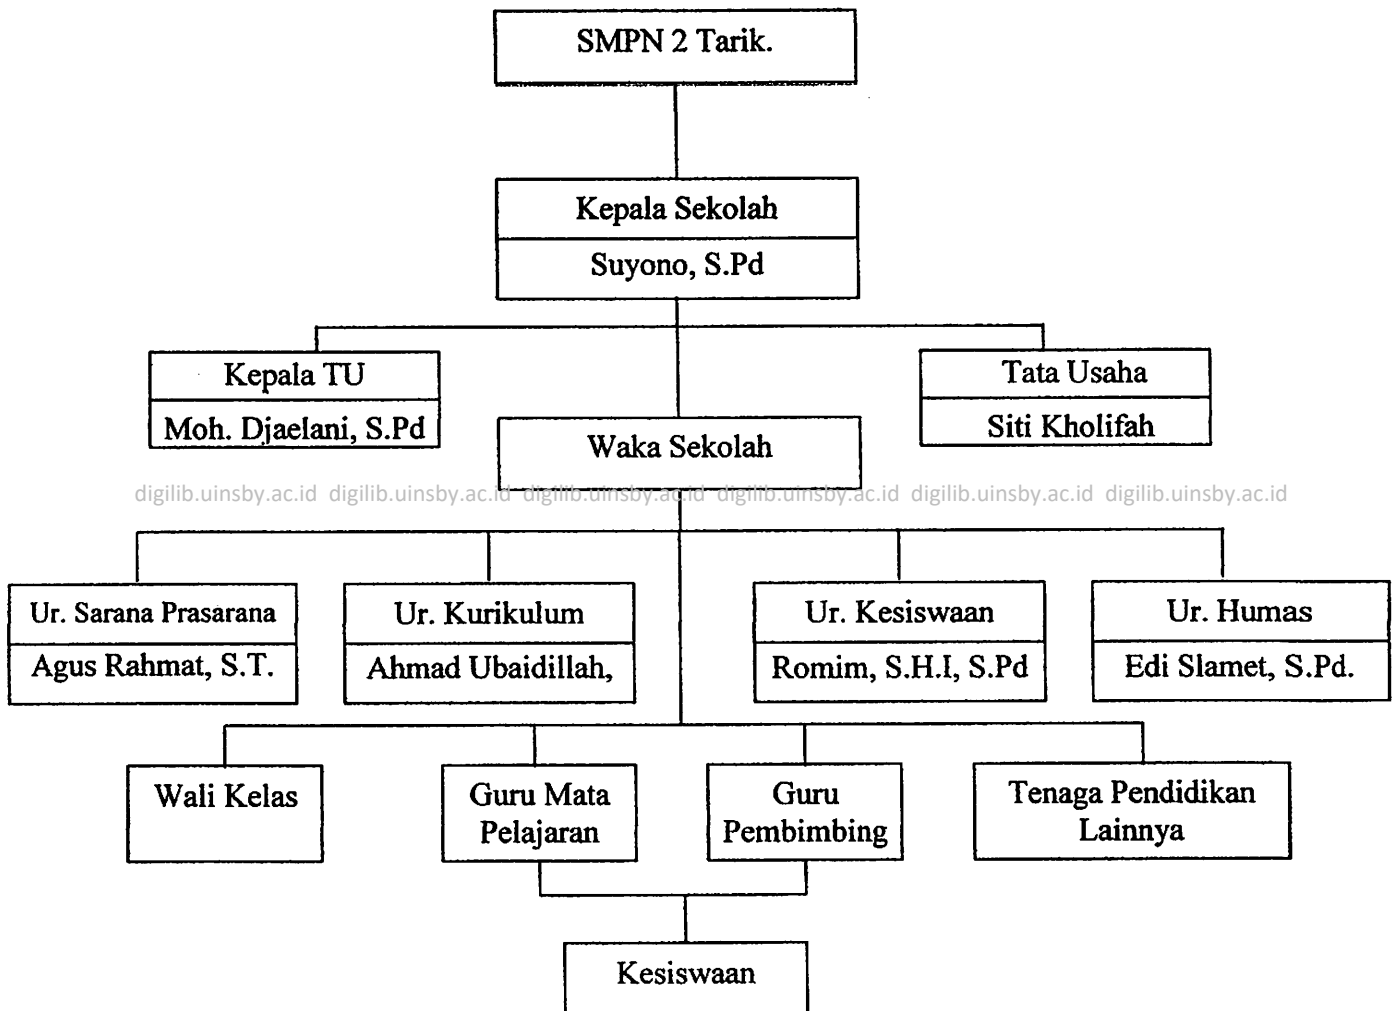 SMPN 2 Tarik.
Kepala Sekolah
Suyono, S.Pd
Kepala TU
Moh. Djaelani, S.Pd
Tata Usaha
Siti Kholifah
Waka Sekolah
digilib.uinsby.ac.id digilib.uinsby.ac.id digilib.uinsby.ac.id digilib.uinsby.ac.id digilib.uinsby.ac.id digilib.uinsby.ac.id
Ur. Sarana Prasarana
Agus Rahmat, S.T.
Ur. Kurikulum
Ahmad Ubaidillah,
Ur. Kesiswaan
Romim, S.H.I, S.Pd
Ur. Humas
Edi Slamet, S.Pd.
Wali Kelas
Guru Mata
Pelajaran
Guru
Pembimbing
Tenaga Pendidikan
Lainnya
Kesiswaan